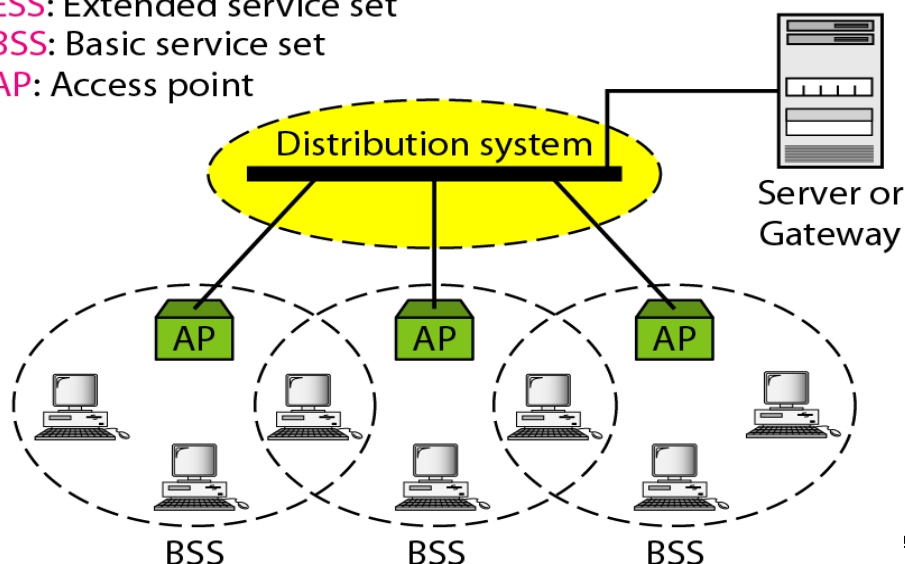 ESS: Extended service set
BSS: Basic service set
AP: Access point
Distribution system
Server or
Gateway
AP
AP
AP
BSS
BSS
BSS